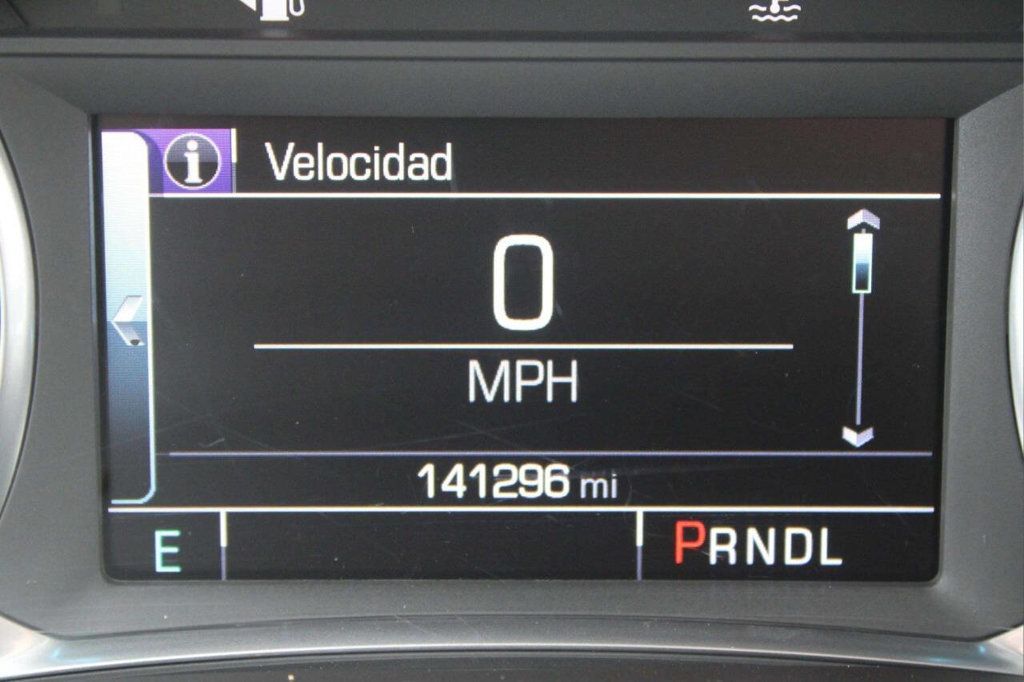 Velocidad
0
MPH
141296 mi
E
PRNDL